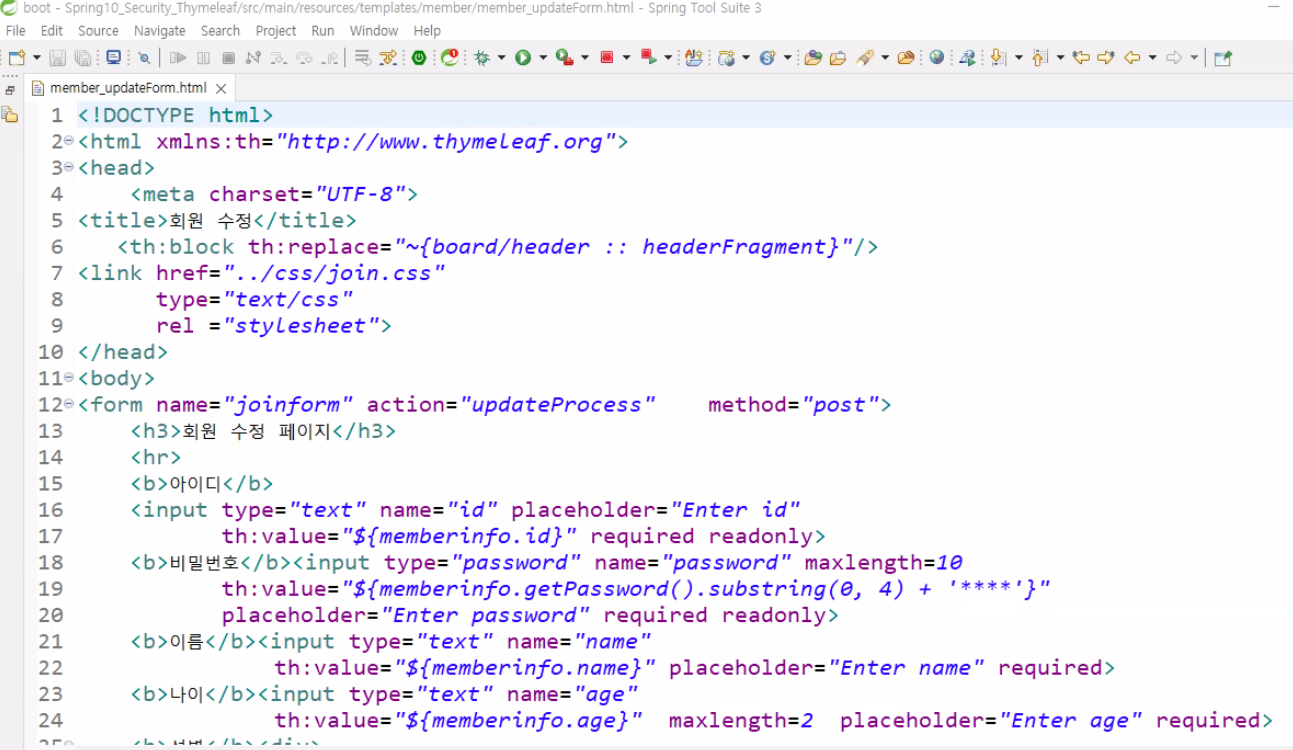 boot - Spring10_Security_Thymeleaf/src/main/resources/templates/member/member_updateForm.html - Spring Tool Suite 3
File Edit Source Navigate Search Project Run Window Help
member_updateForm.html
1 <!DOCTYPE html>
2 <html xmlns:th="http://www.thymeleaf.org">
3 <head>
4     <meta charset="UTF-8">
5 <title>회원 수정</title>
6    <th:block th:replace="~{board/header :: headerFragment}"/>
7 <link href="../css/join.css"
8       type="text/css"
9       rel ="stylesheet">
10 </head>
11 <body>
12 <form name="joinform" action="updateProcess"    method="post">
13     <h3>회원 수정 페이지</h3>
14     <hr>
15     <b>아이디</b>
16     <input type="text" name="id" placeholder="Enter id"
17            th:value="${memberinfo.id}" required readonly>
18     <b>비밀번호</b><input type="password" name="password" maxlength=10
19            th:value="${memberinfo.getPassword().substring(0, 4) + '****'}"
20            placeholder="Enter password" required readonly>
21     <b>이름</b><input type="text" name="name"
22                th:value="${memberinfo.name}" placeholder="Enter name" required>
23     <b>나이</b><input type="text" name="age"
24                th:value="${memberinfo.age}"  maxlength=2  placeholder="Enter age" required>